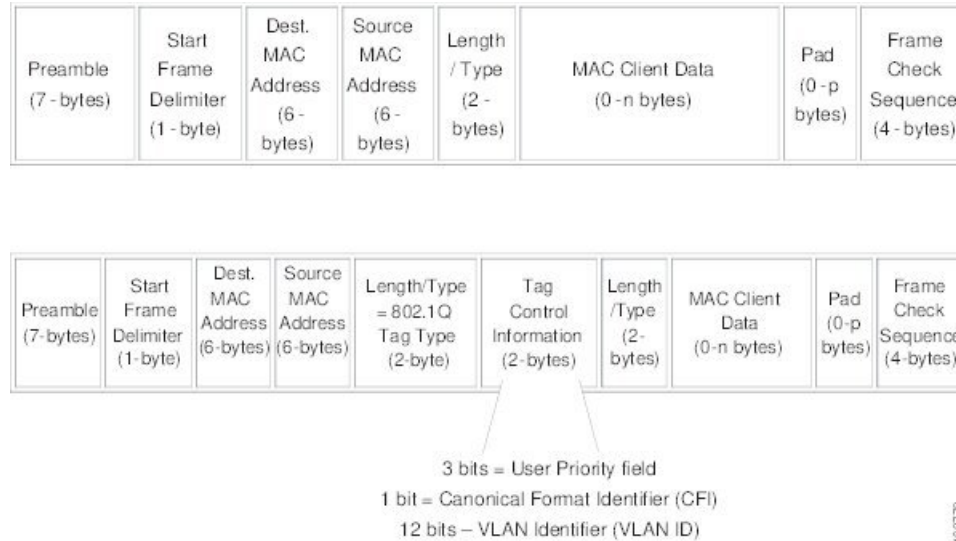 Preamble
(7 - bytes)
Start
Frame
Delimiter
(1 - byte)
Dest.
MAC
Address
(6 -
bytes)
Source
MAC
Address
(6 -
bytes)
Length
/ Type
(2 -
bytes)
MAC Client Data
(0 -n bytes)
Pad
(0 -p
bytes)
Frame
Check
Sequence
(4 - bytes)
Preamble
(7-bytes)
Start
Frame
Delimiter
(1-byte)
Dest.
MAC
Address
(6-bytes)
Source
MAC
Address
(6-bytes)
Length/Type
= 802.1Q
Tag Type
(2-byte)
Tag
Control
Information
(2-bytes)
Length
/Type
(2-
bytes)
MAC Client
Data
(0-n bytes)
Pad
(0-p
bytes)
Frame
Check
Sequence
(4-bytes)
3 bits = User Priority field
1 bit = Canonical Format Identifier (CFI)
12 bits – VLAN Identifier (VLAN ID)